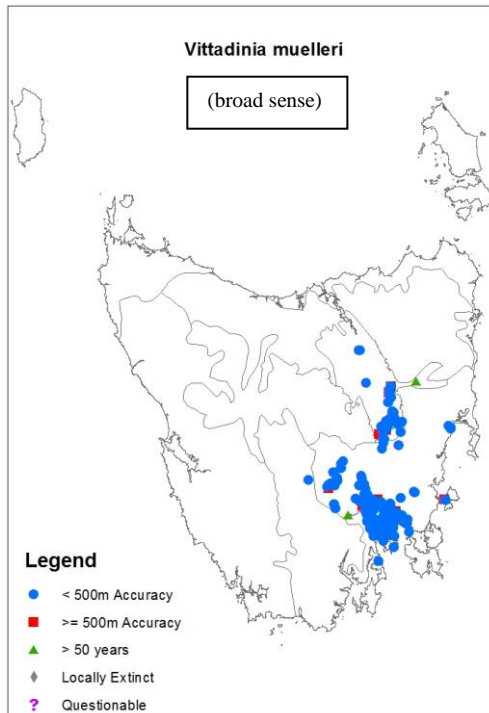 Vittadinia muelleri
(broad sense)
Legend
< 500m Accuracy
>= 500m Accuracy
> 50 years
Locally Extinct
? Questionable